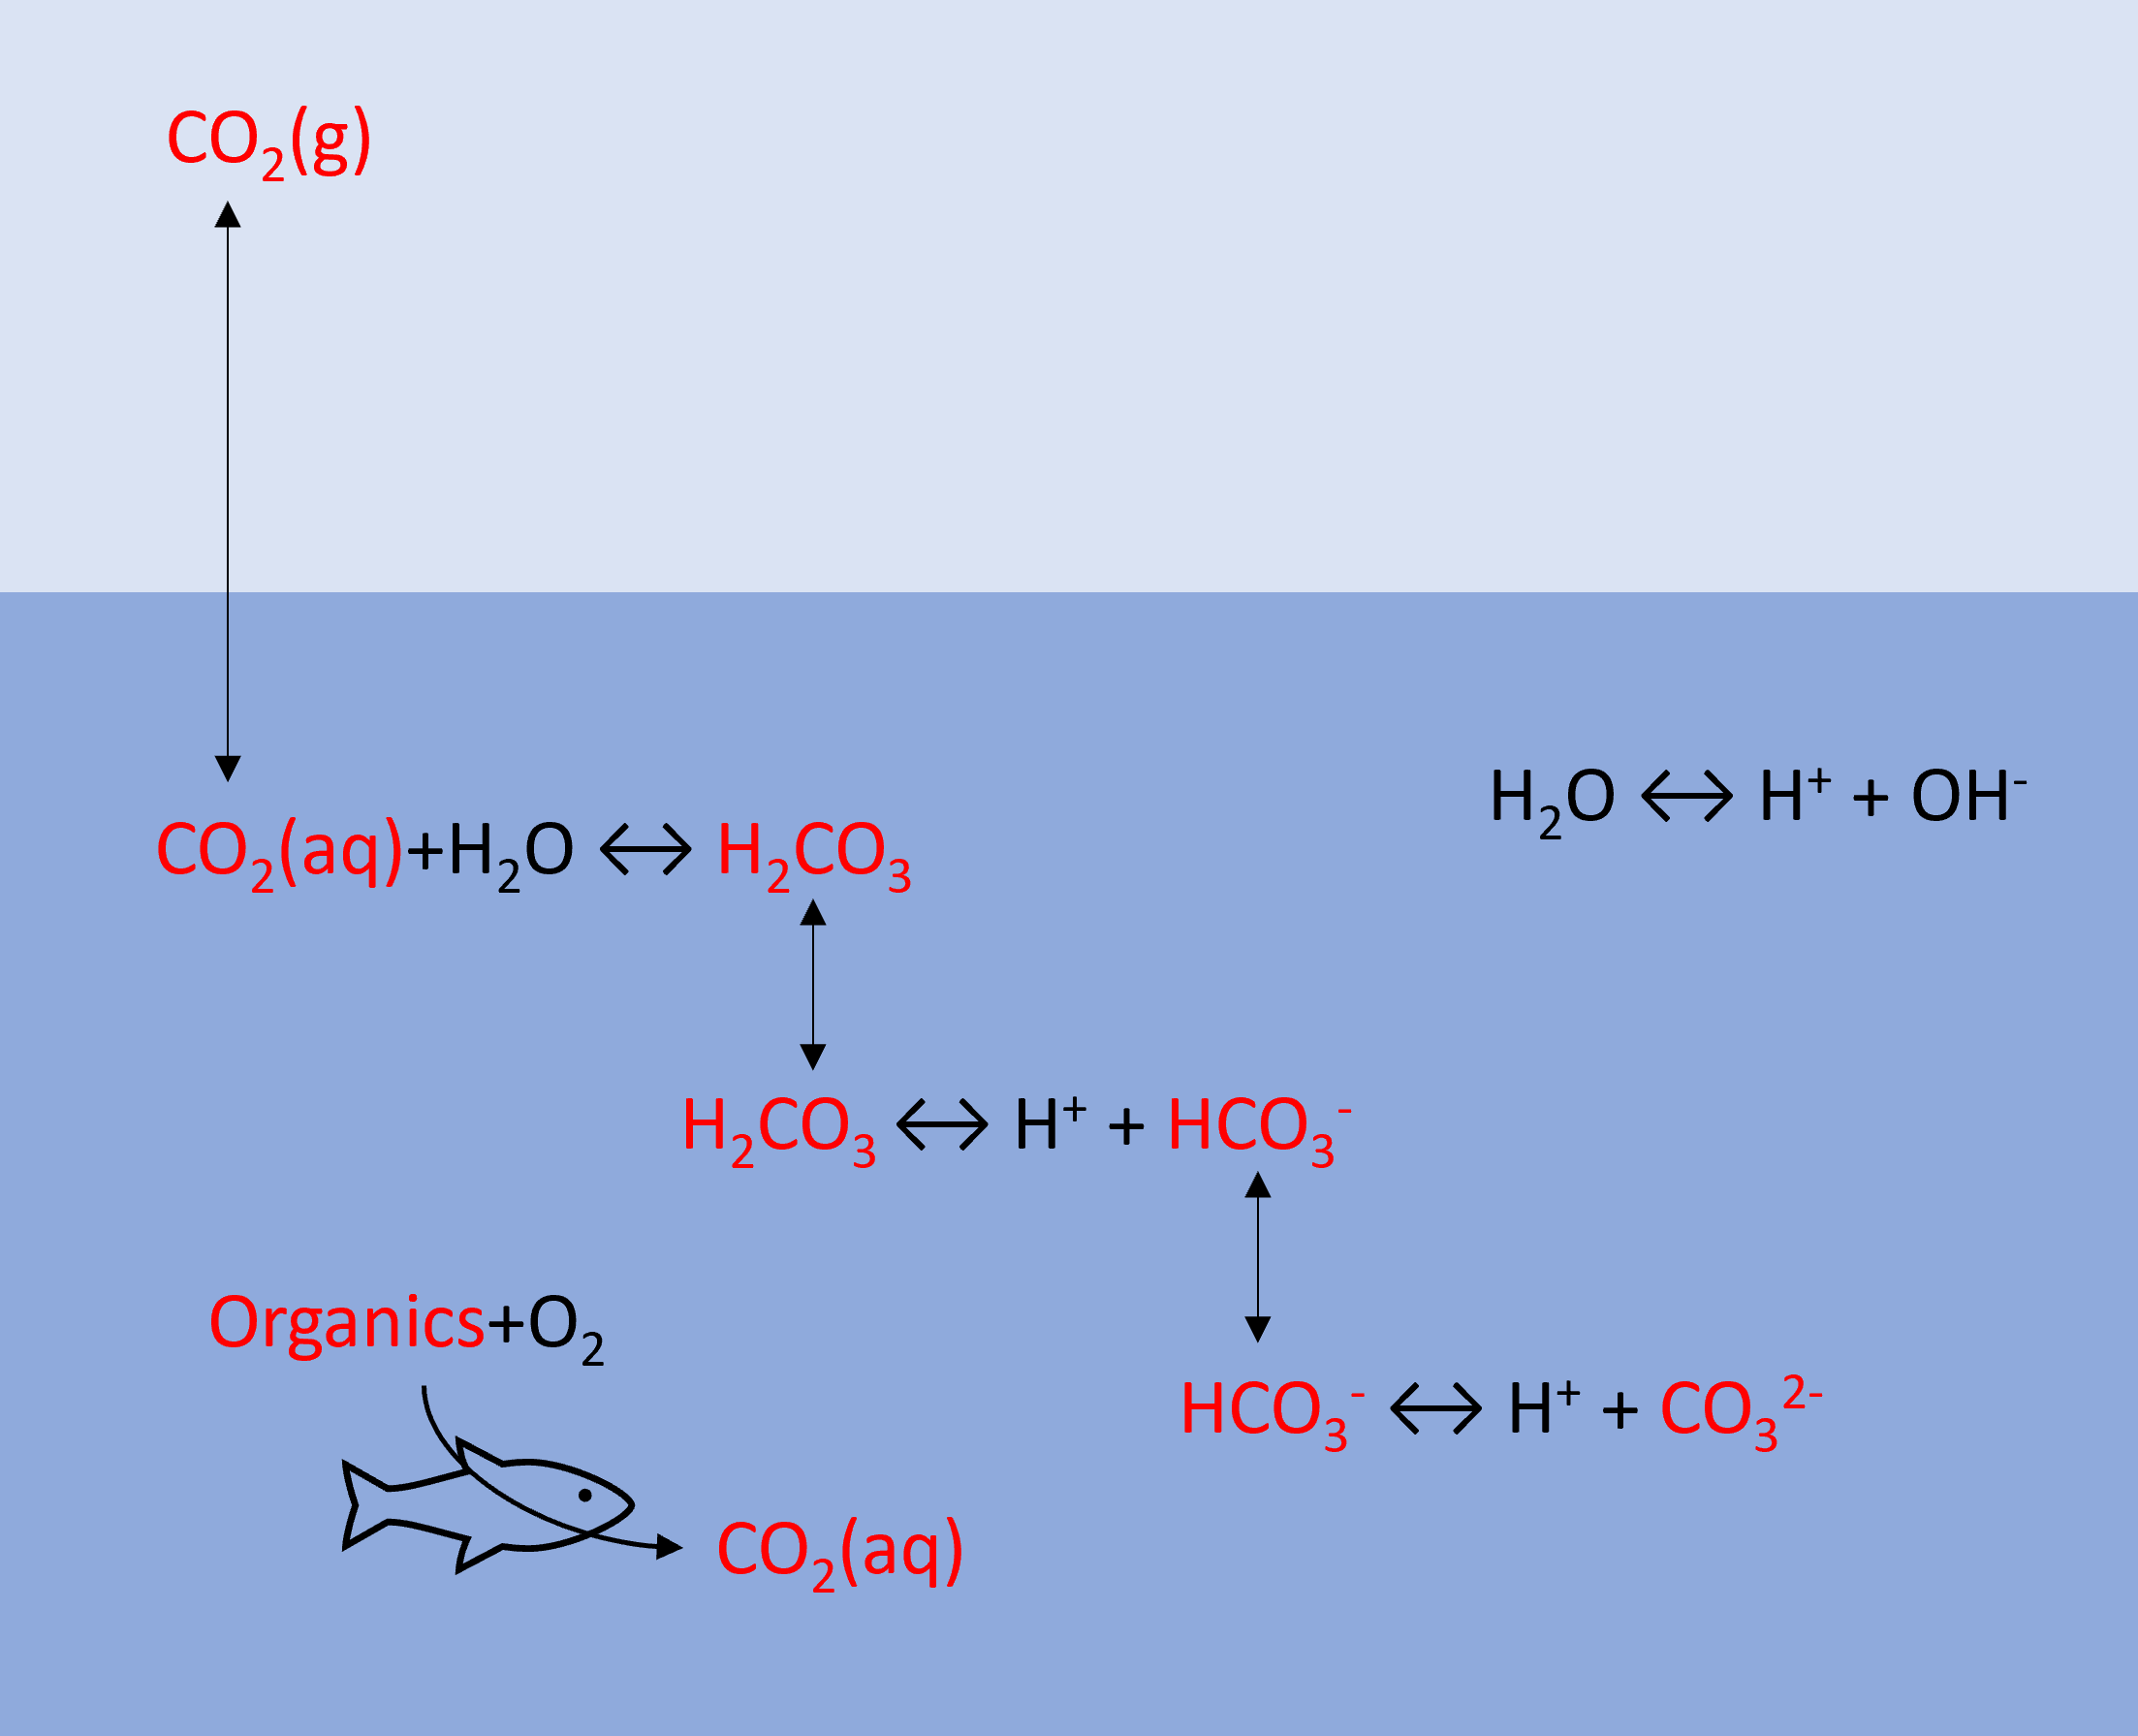 CO₂(g)
H₂O ⟷ H⁺ + OH⁻
CO₂(aq)+H₂O ⟷ H₂CO₃
H₂CO₃ ⟷ H⁺ + HCO₃⁻
Organics+O₂
HCO₃⁻ ⟷ H⁺ + CO₃²⁻
CO₂(aq)